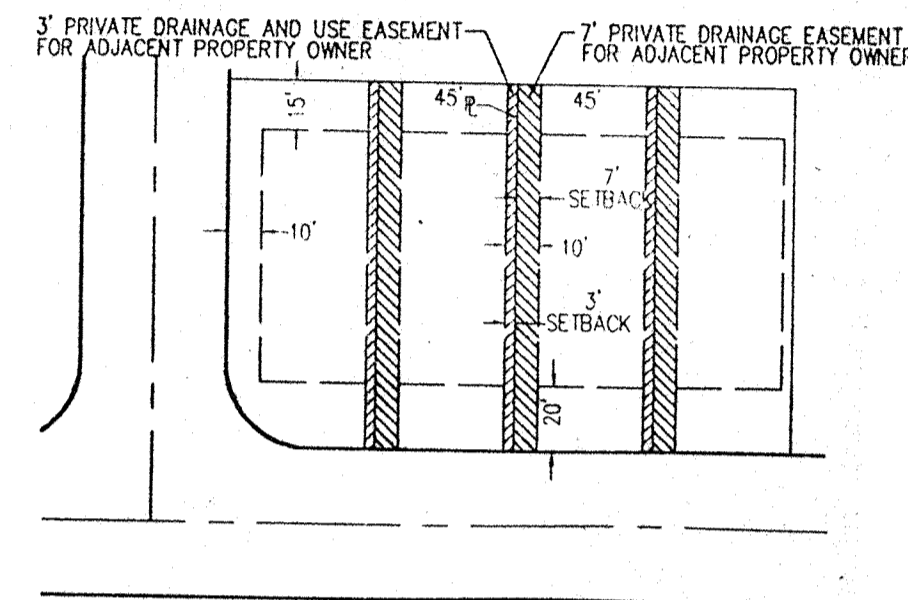 3' PRIVATE DRAINAGE AND USE EASEMENT
FOR ADJACENT PROPERTY OWNER
7' PRIVATE DRAINAGE EASEMENT
FOR ADJACENT PROPERTY OWNER
15'
45'
PL
45'
7'
SETBACK
10'
10'
3'
SETBACK
20'